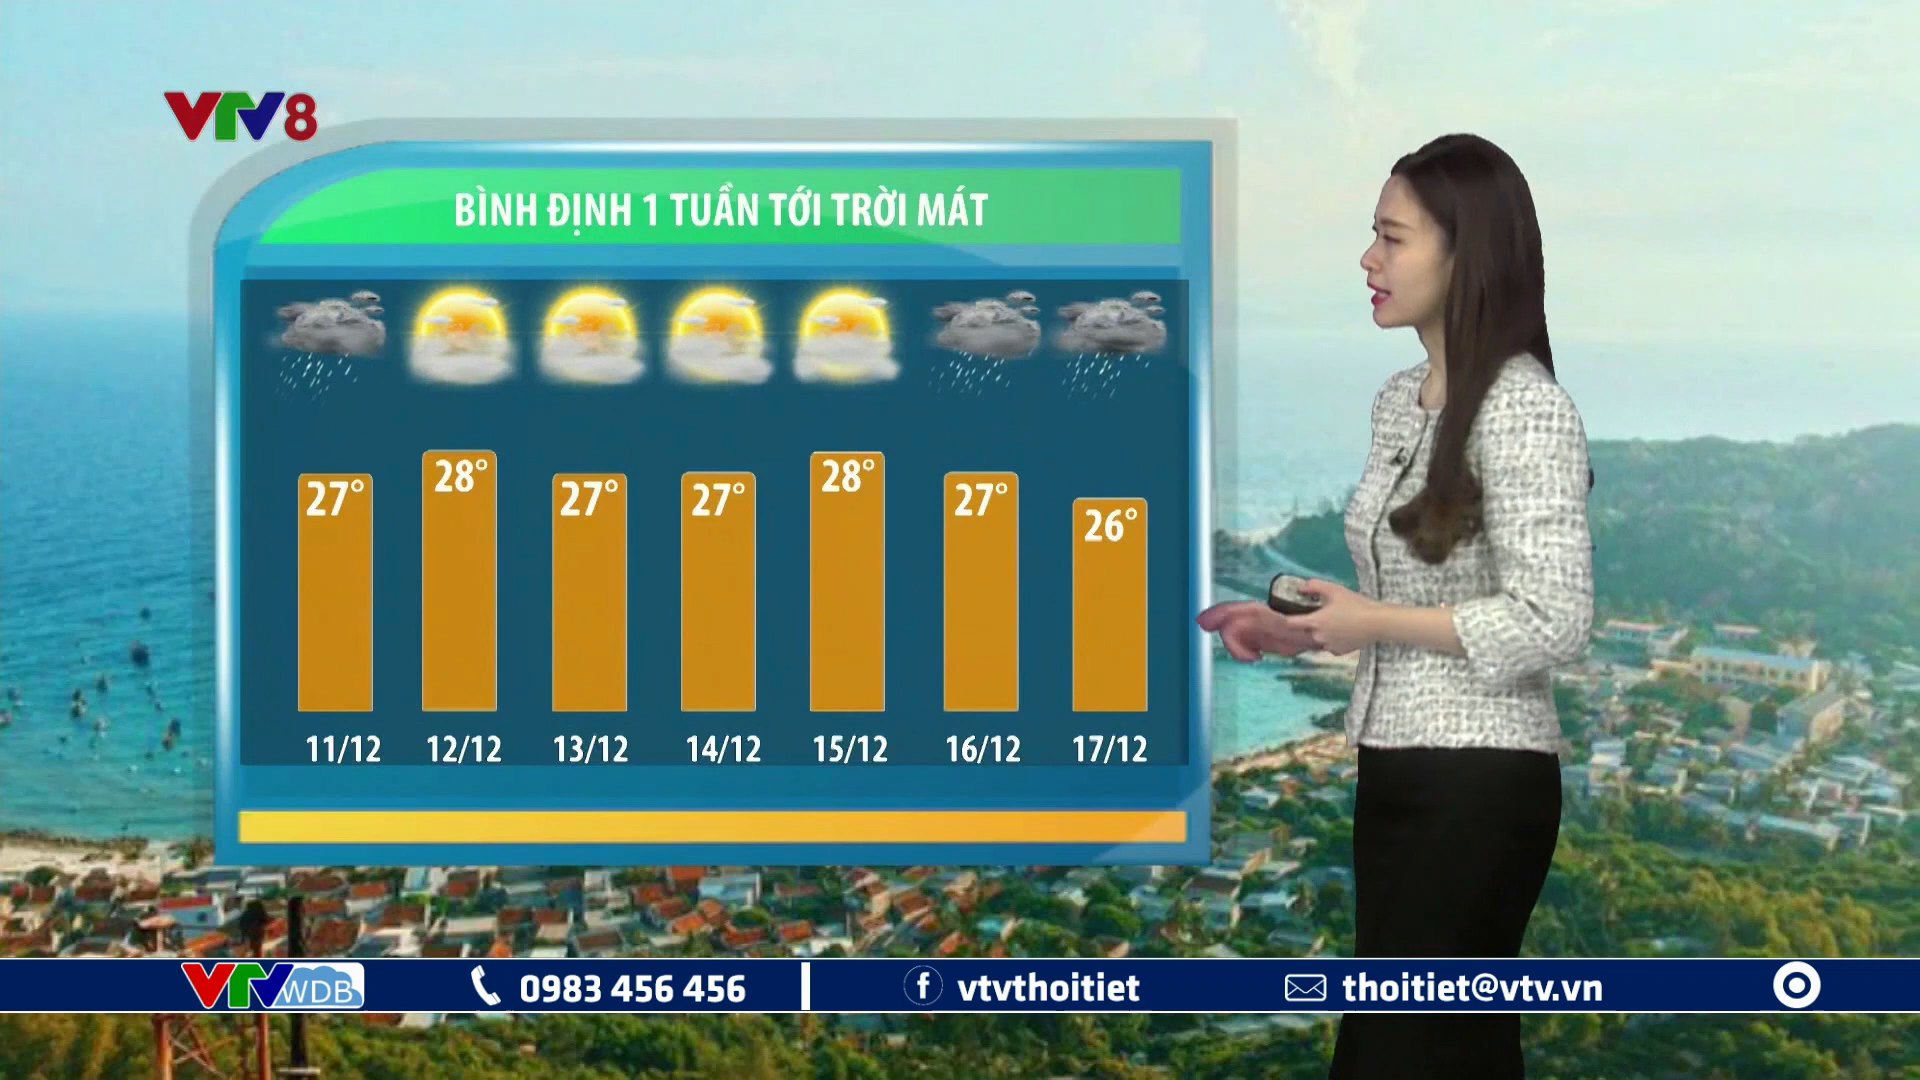 VTV8
BÌNH ĐỊNH 1 TUẦN TỚI TRỜI MÁT
27° 28° 27° 27° 28° 27° 26°
11/12 12/12 13/12 14/12 15/12 16/12 17/12
VTV WDB 0983 456 456 vtvthoitiet thoitiet@vtv.vn